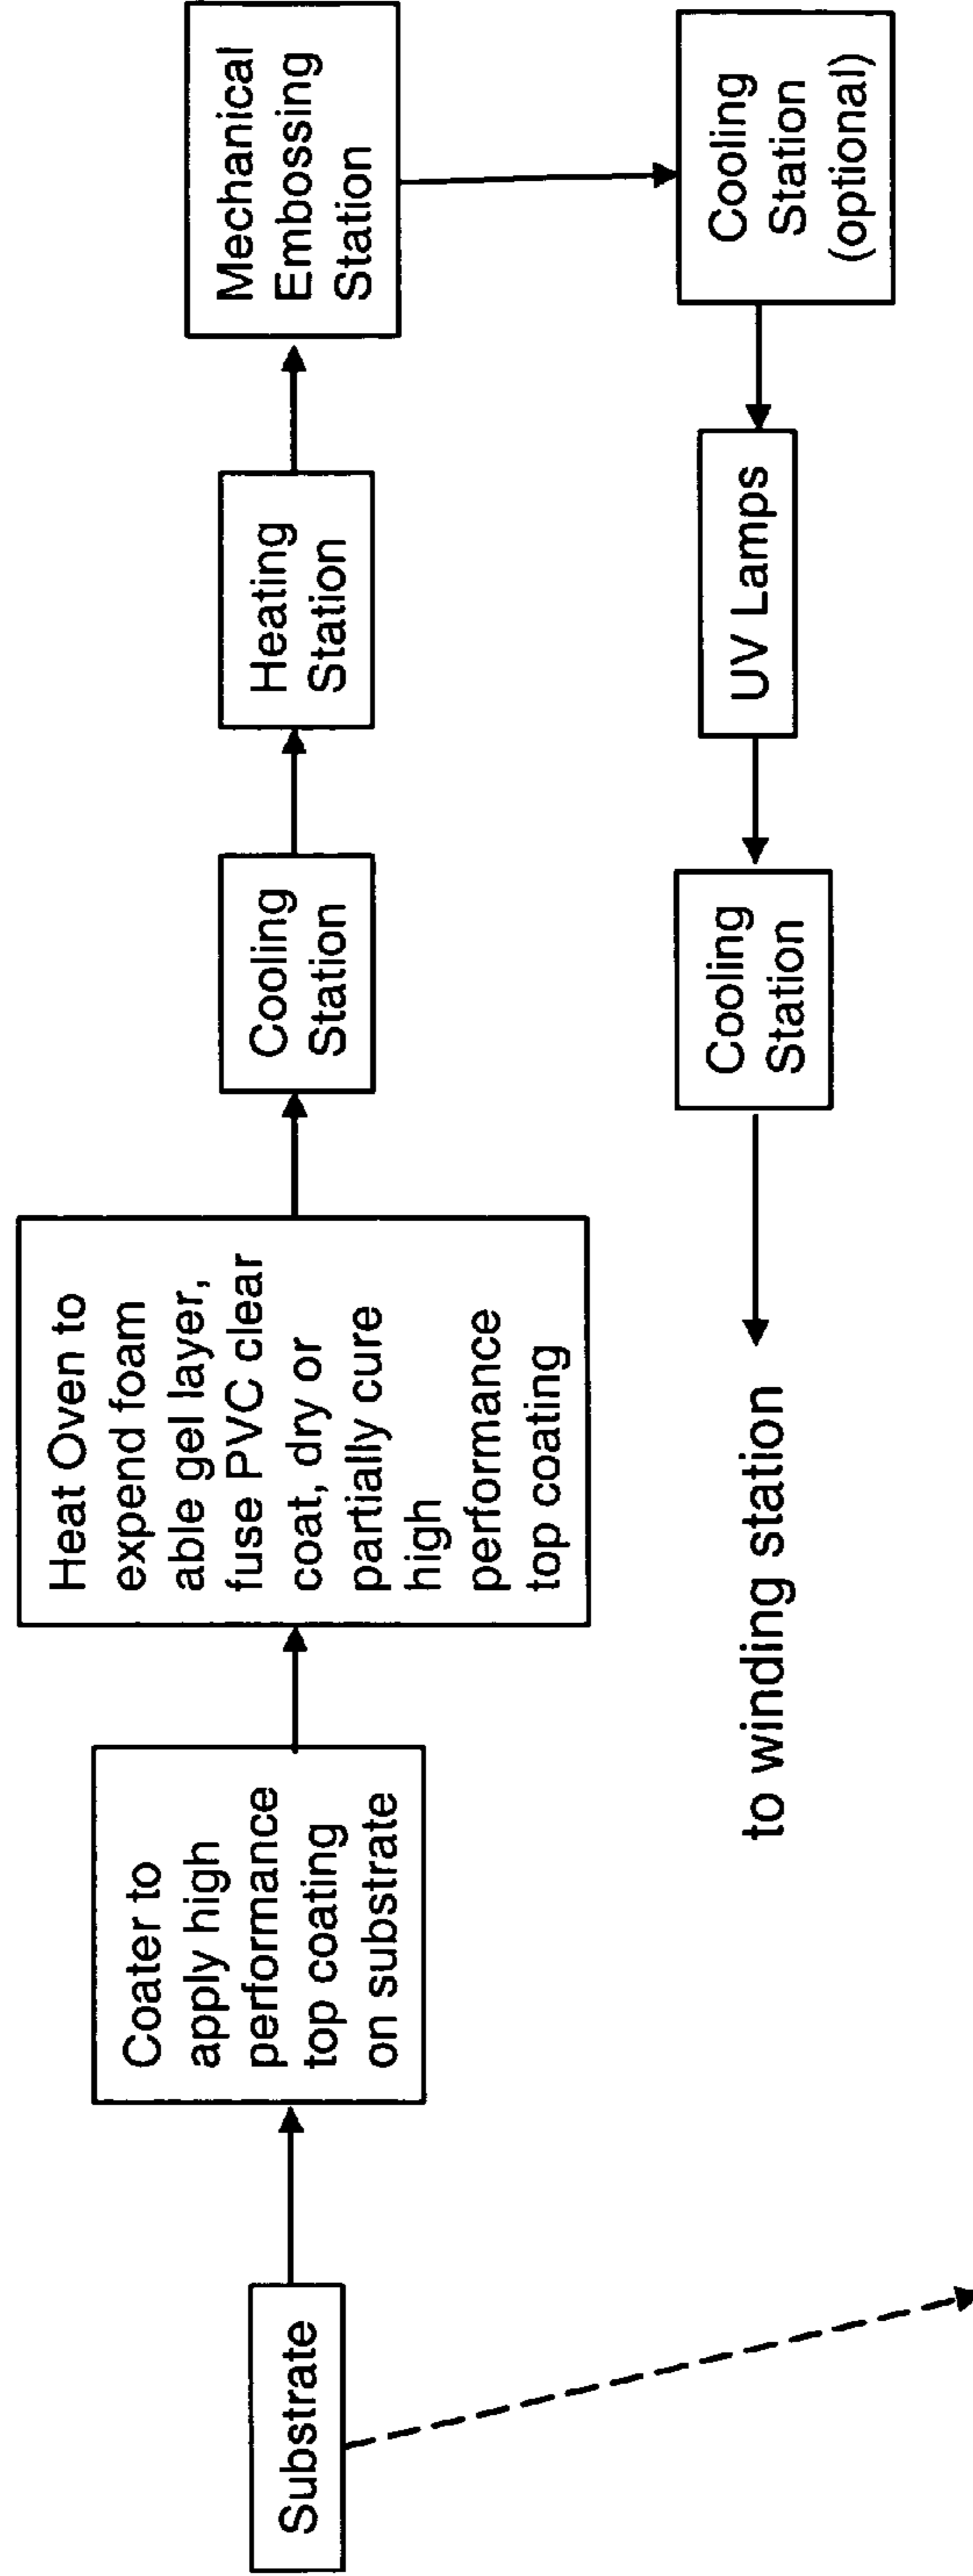 Substrate
Coater to
apply high
performance
top coating
on substrate
Heat Oven to
expend foam
able gel layer,
fuse PVC clear
coat, dry or
partially cure
high
performance
top coating
Cooling
Station
Heating
Station
Mechanical
Embossing
Station
Cooling
Station
(optional)
UV Lamps
Cooling
Station
to winding station